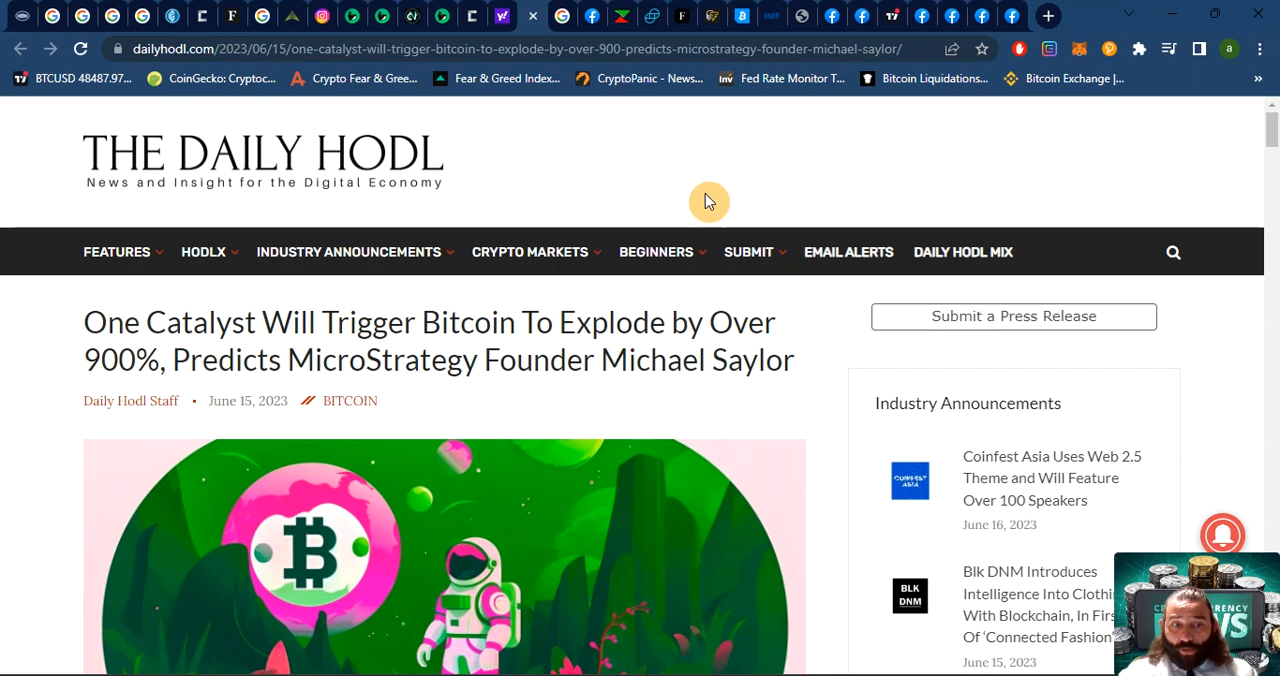 dailyhodl.com/2023/06/15/one-catalyst-will-trigger-bitcoin-to-explode-by-over-900-predicts-microstrategy-founder-michael-saylor/
BTCUSD 48487.97...
CoinGecko: Cryptoc...
Crypto Fear & Gree...
Fear & Greed Index...
CryptoPanic - News...
Fed Rate Monitor T...
Bitcoin Liquidations...
Bitcoin Exchange |...
THE DAILY HODL
News and Insight for the Digital Economy
FEATURES HODLX INDUSTRY ANNOUNCEMENTS CRYPTO MARKETS BEGINNERS SUBMIT EMAIL ALERTS DAILY HODL MIX
One Catalyst Will Trigger Bitcoin To Explode by Over
900%, Predicts MicroStrategy Founder Michael Saylor
Daily Hodl Staff • June 15, 2023 // BITCOIN
Submit a Press Release
Industry Announcements
COINFEST
ASIA
Coinfest Asia Uses Web 2.5
Theme and Will Feature
Over 100 Speakers
June 16, 2023
BLK
DNM
Blk DNM Introduces
Intelligence Into Clothi
With Blockchain, In Firs
Of ‘Connected Fashion’
June 15, 2023